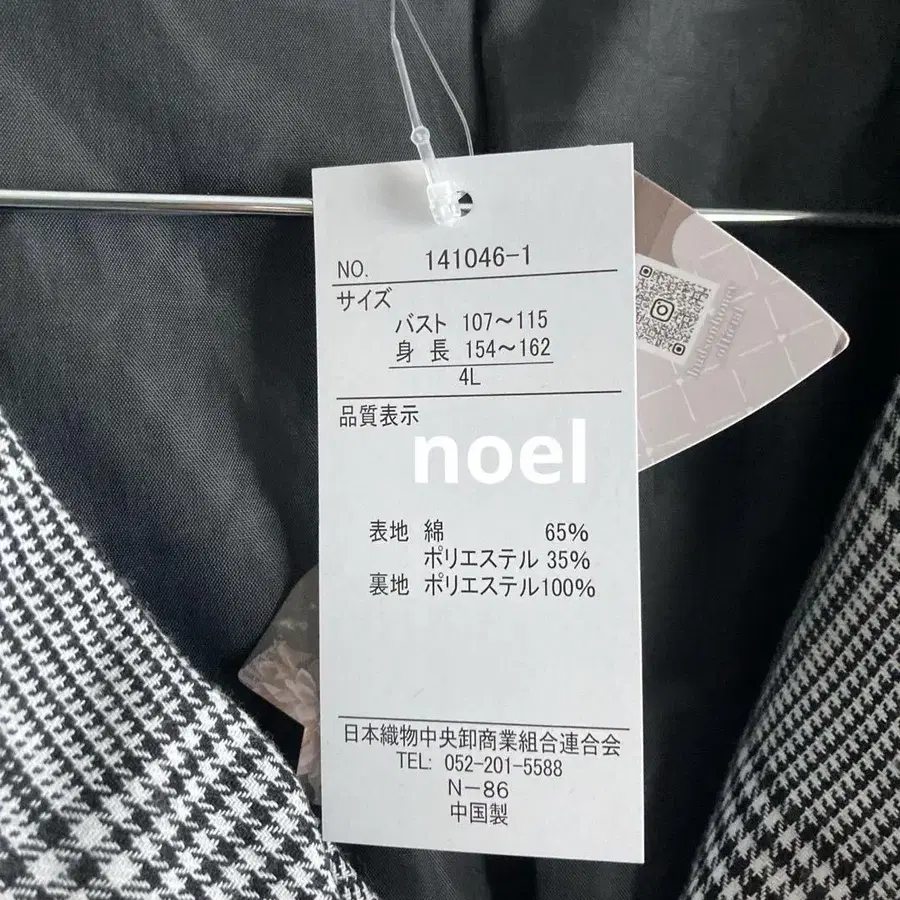 NO. 141046-1
サイズ
バスト 107〜115
身長 154〜162
4L
品質表示
noel
表地 綿 65%
ポリエステル 35%
裏地 ポリエステル100%
日本織物中央卸商業組合連合会
TEL: 052-201-5588
N-86
中国製
hudsonhoney
official